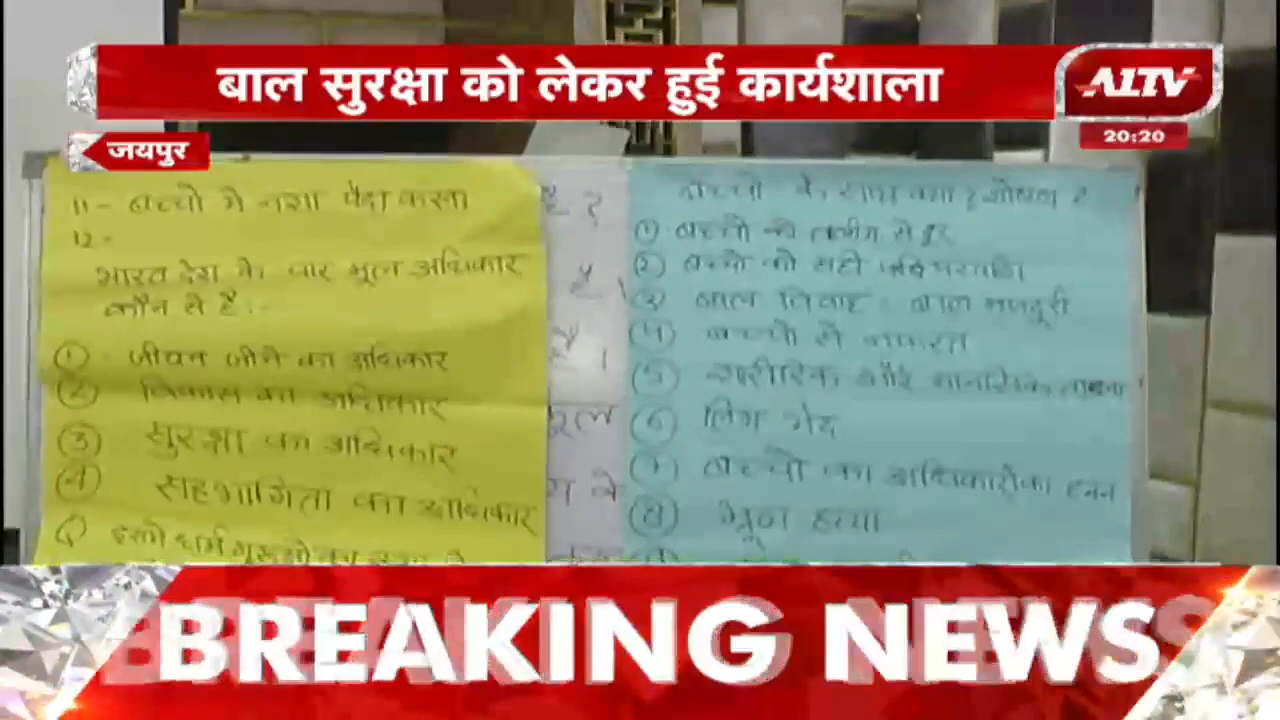 बाल सुरक्षा को लेकर हुई कार्यशाला
A1TV
20:20
जयपुर
11- बच्चो मे नशा पैदा करना
12-
भारत देश के चार मूल अधिकार
कौन से है :-
① जीवन जीने का अधिकार
② विकास का अधिकार
③ सुरक्षा का अधिकार
④ सहभागिता का अधिकार
है ?
है ।
है ।
मूल
बच्चो के साथ क्या ? शोषण है
① बच्चो को तालीम से दूर
② बच्चो को सही
③ बाल विवाह - बाल मजदूरी
④ बच्चो से नफरत
⑤ शारीरिक और मानसिक ताडना
⑥ लिंग भेद
⑦ बच्चो का अधिकारोका हनन
⑧ भ्रूण हत्या
BREAKING NEWS